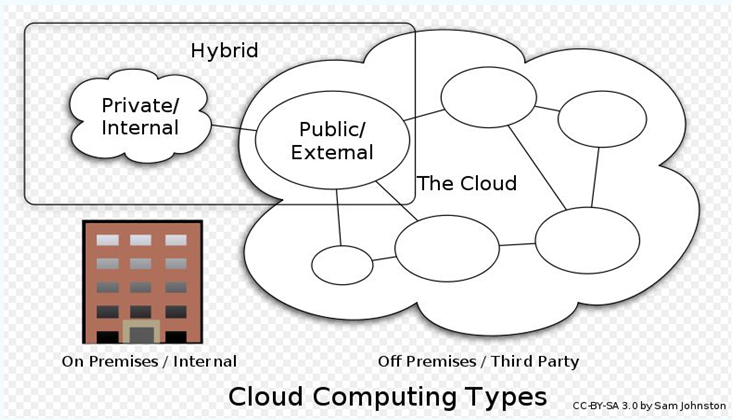 Hybrid
Private/
Internal
Public/
External
The Cloud
On Premises / Internal
Off Premises / Third Party
Cloud Computing Types
CC-BY-SA 3.0 by Sam Johnston